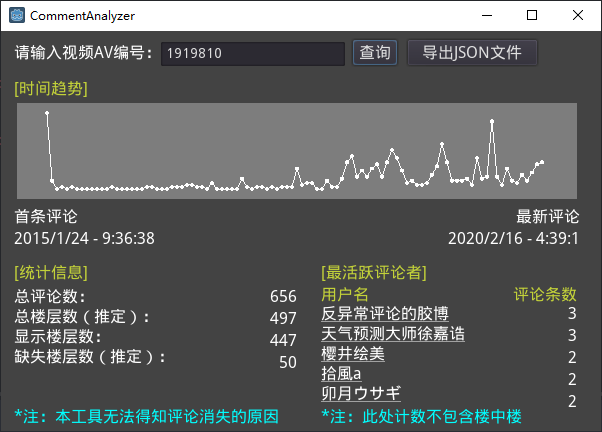 CommentAnalyzer
请输入视频AV编号: 1919810 查询 导出JSON文件
[时间趋势]
首条评论 最新评论
2015/1/24 - 9:36:38 2020/2/16 - 4:39:1
[统计信息]
总评论数: 656
总楼层数（推定）: 497
显示楼层数: 447
缺失楼层数（推定）: 50
*注: 本工具无法得知评论消失的原因
[最活跃评论者]
用户名 评论条数
反异常评论的胶博 3
天气预测大师徐嘉诰 3
樱井绘美 2
拾風a 2
卯月ウサギ 2
*注: 此处计数不包含楼中楼